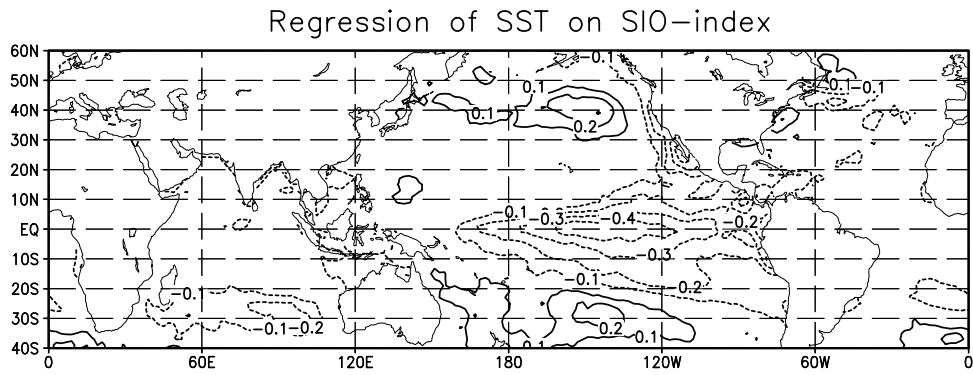 Regression of SST on SIO-index
60N
-0.1
50N
0.1
-0.1-0.1
40N
0.1
0.2
30N
20N
10N
-0.1
-0.3
-0.4
-0.2
EQ
10S
-0.3
-0.1
-0.2
20S
-0.1
30S
-0.1-0.2
0.2
0.1
0.1
40S
0
60E
120E
180
120W
60W
0